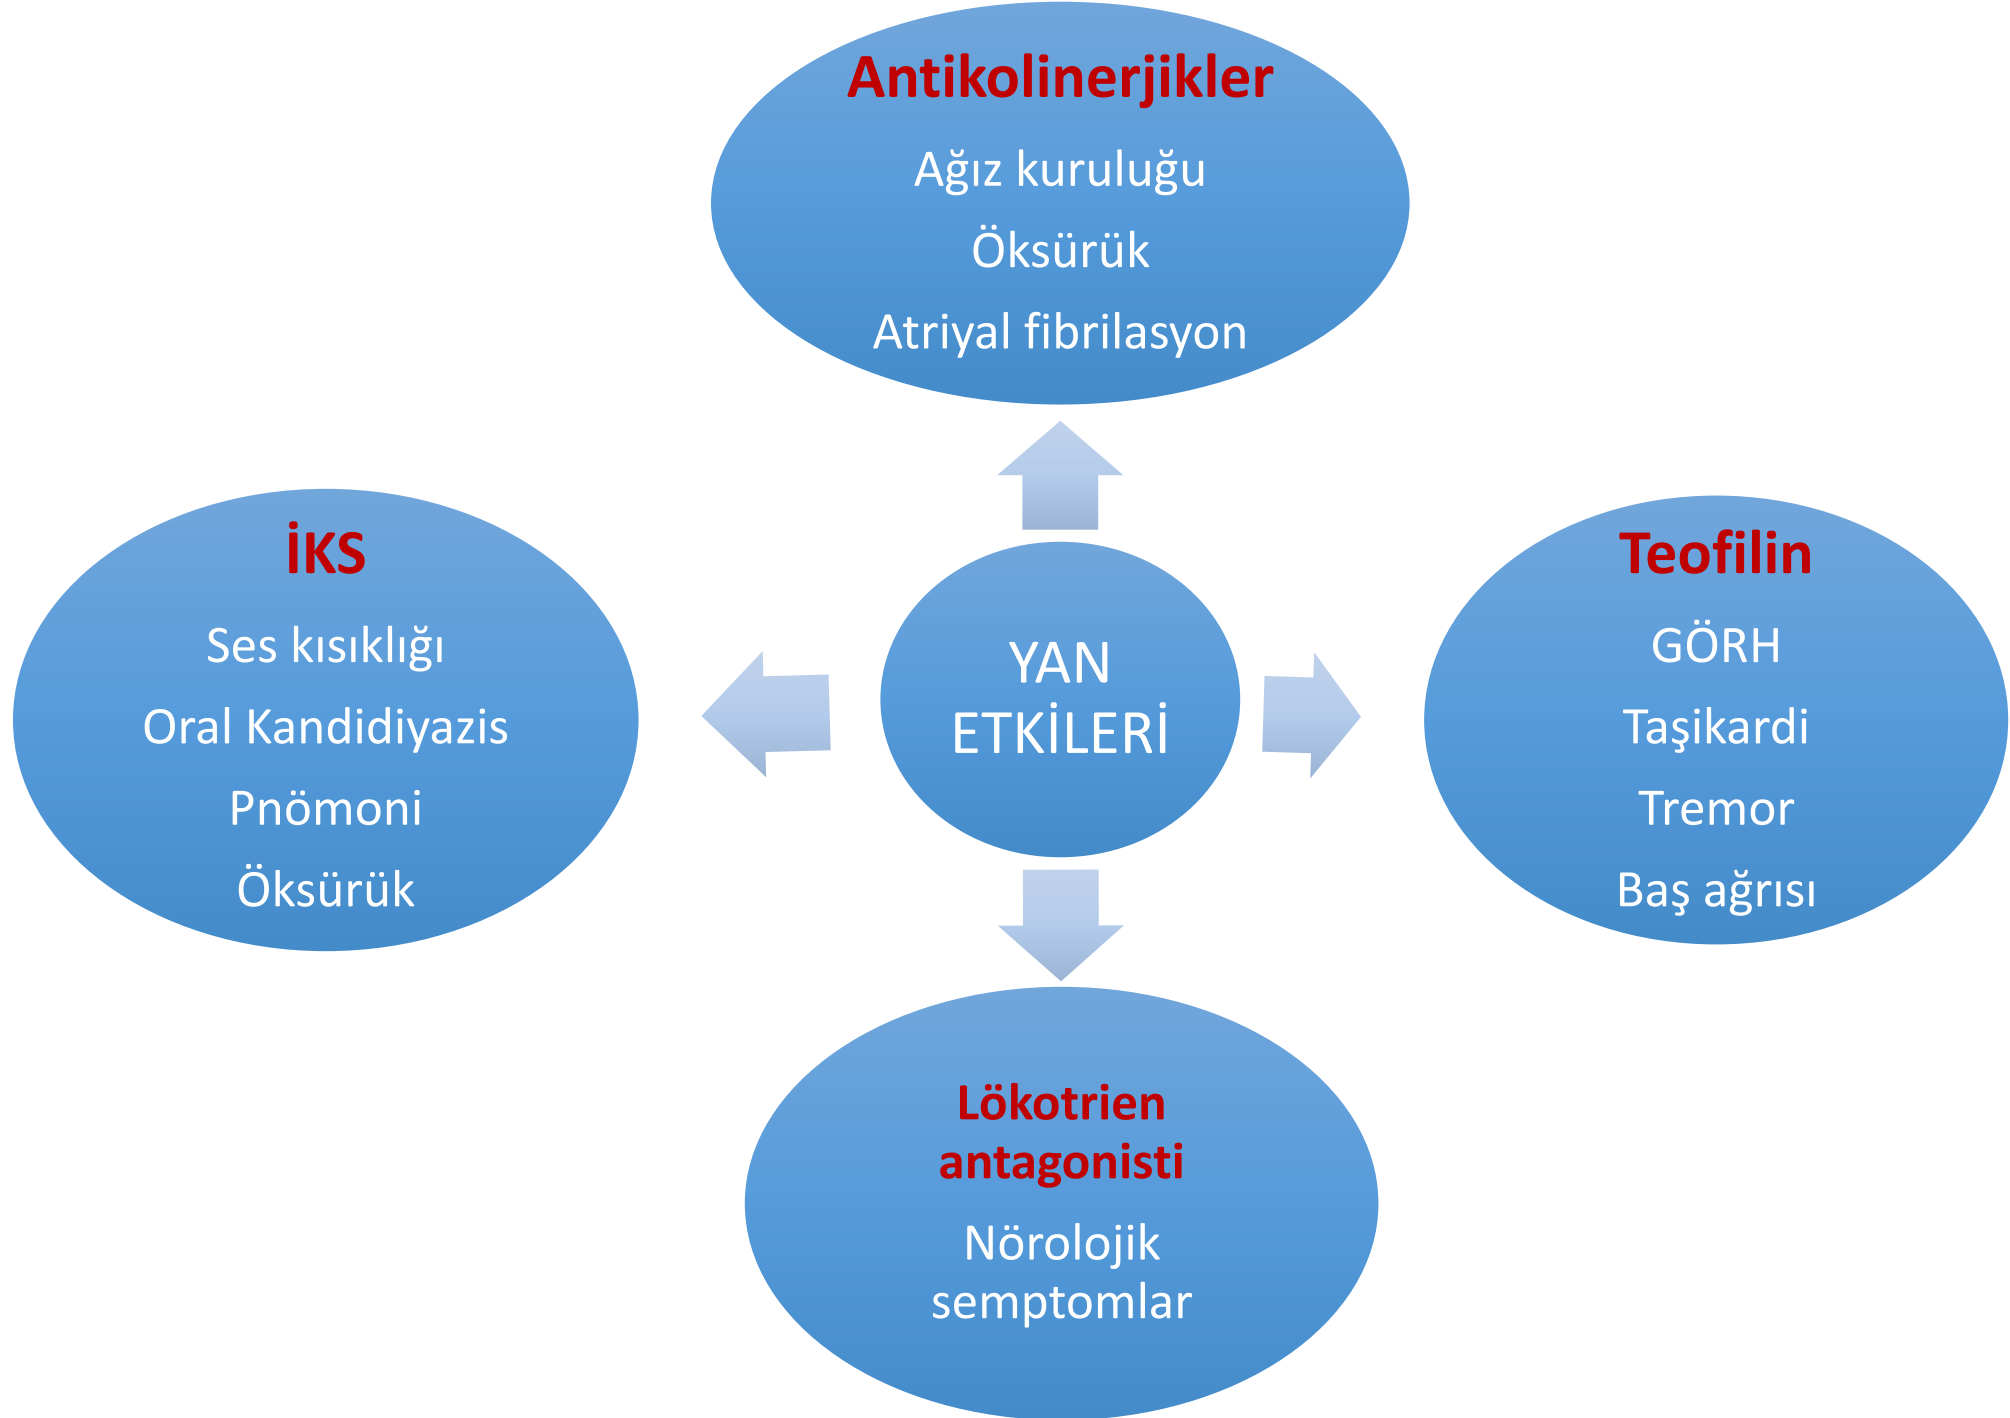 Antikolinerjikler
Ağız kuruluğu
Öksürük
Atriyal fibrilasyon
İKS
Ses kısıklığı
Oral Kandidiyazis
Pnömoni
Öksürük
YAN
ETKİLERİ
Teofilin
GÖRH
Taşikardi
Tremor
Baş ağrısı
Lökotrien
antagonisti
Nörolojik
semptomlar